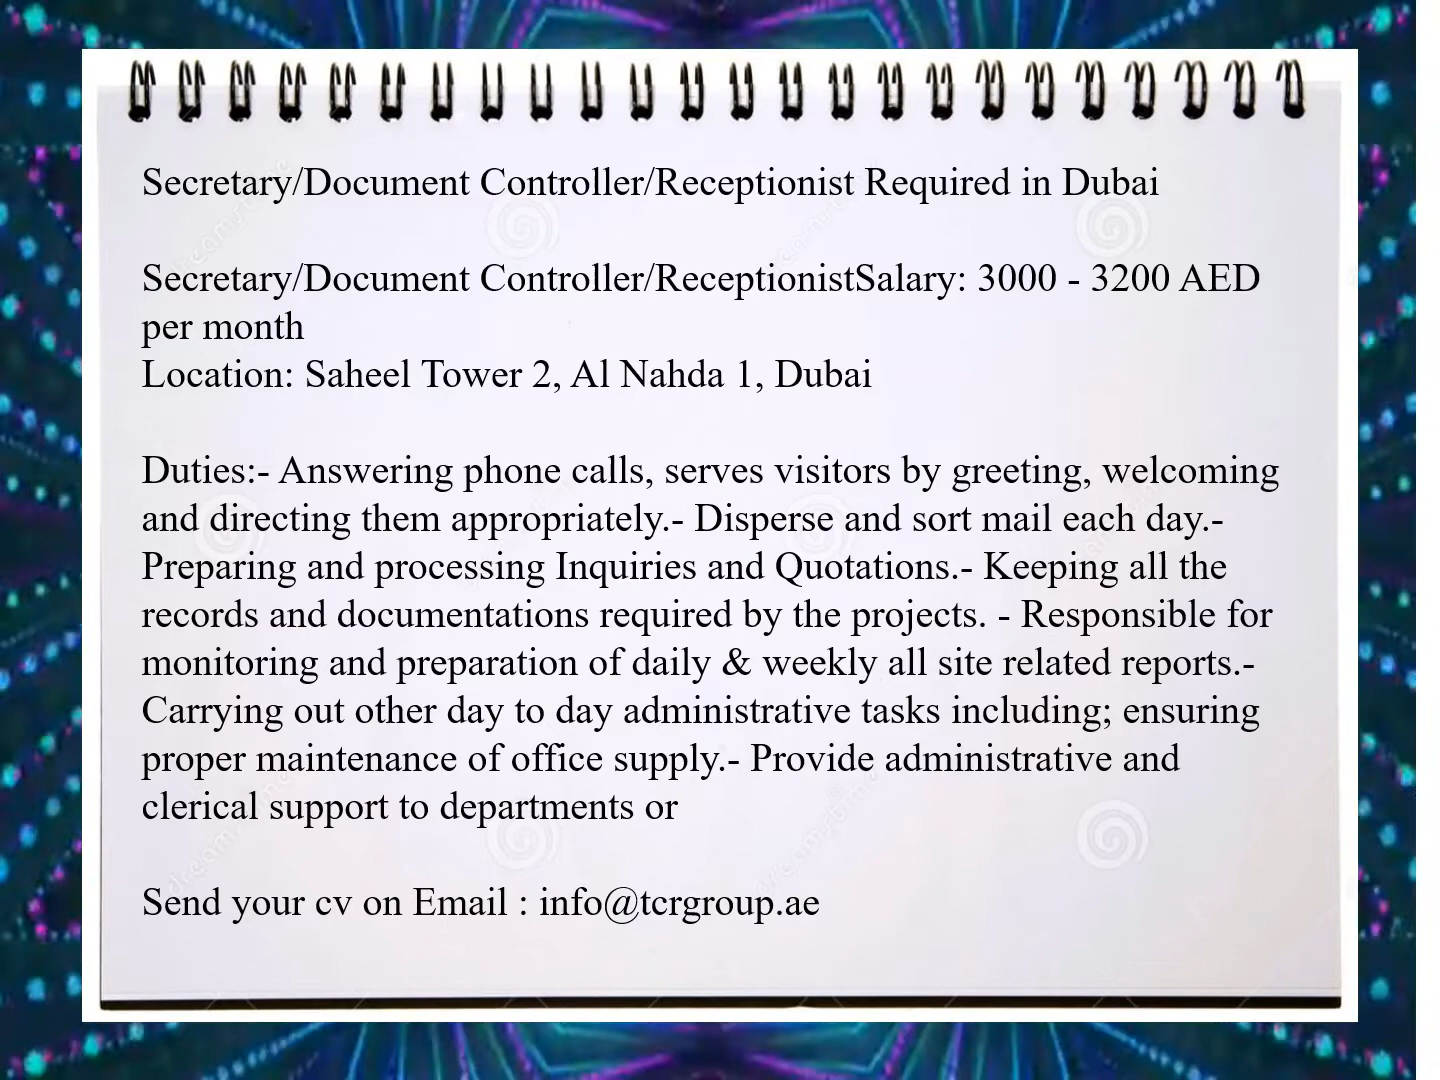 Secretary/Document Controller/Receptionist Required in Dubai
Secretary/Document Controller/ReceptionistSalary: 3000 - 3200 AED
per month
Location: Saheel Tower 2, Al Nahda 1, Dubai
Duties:- Answering phone calls, serves visitors by greeting, welcoming
and directing them appropriately.- Disperse and sort mail each day.-
Preparing and processing Inquiries and Quotations.- Keeping all the
records and documentations required by the projects. - Responsible for
monitoring and preparation of daily & weekly all site related reports.-
Carrying out other day to day administrative tasks including; ensuring
proper maintenance of office supply.- Provide administrative and
clerical support to departments or
Send your cv on Email : info@tcrgroup.ae